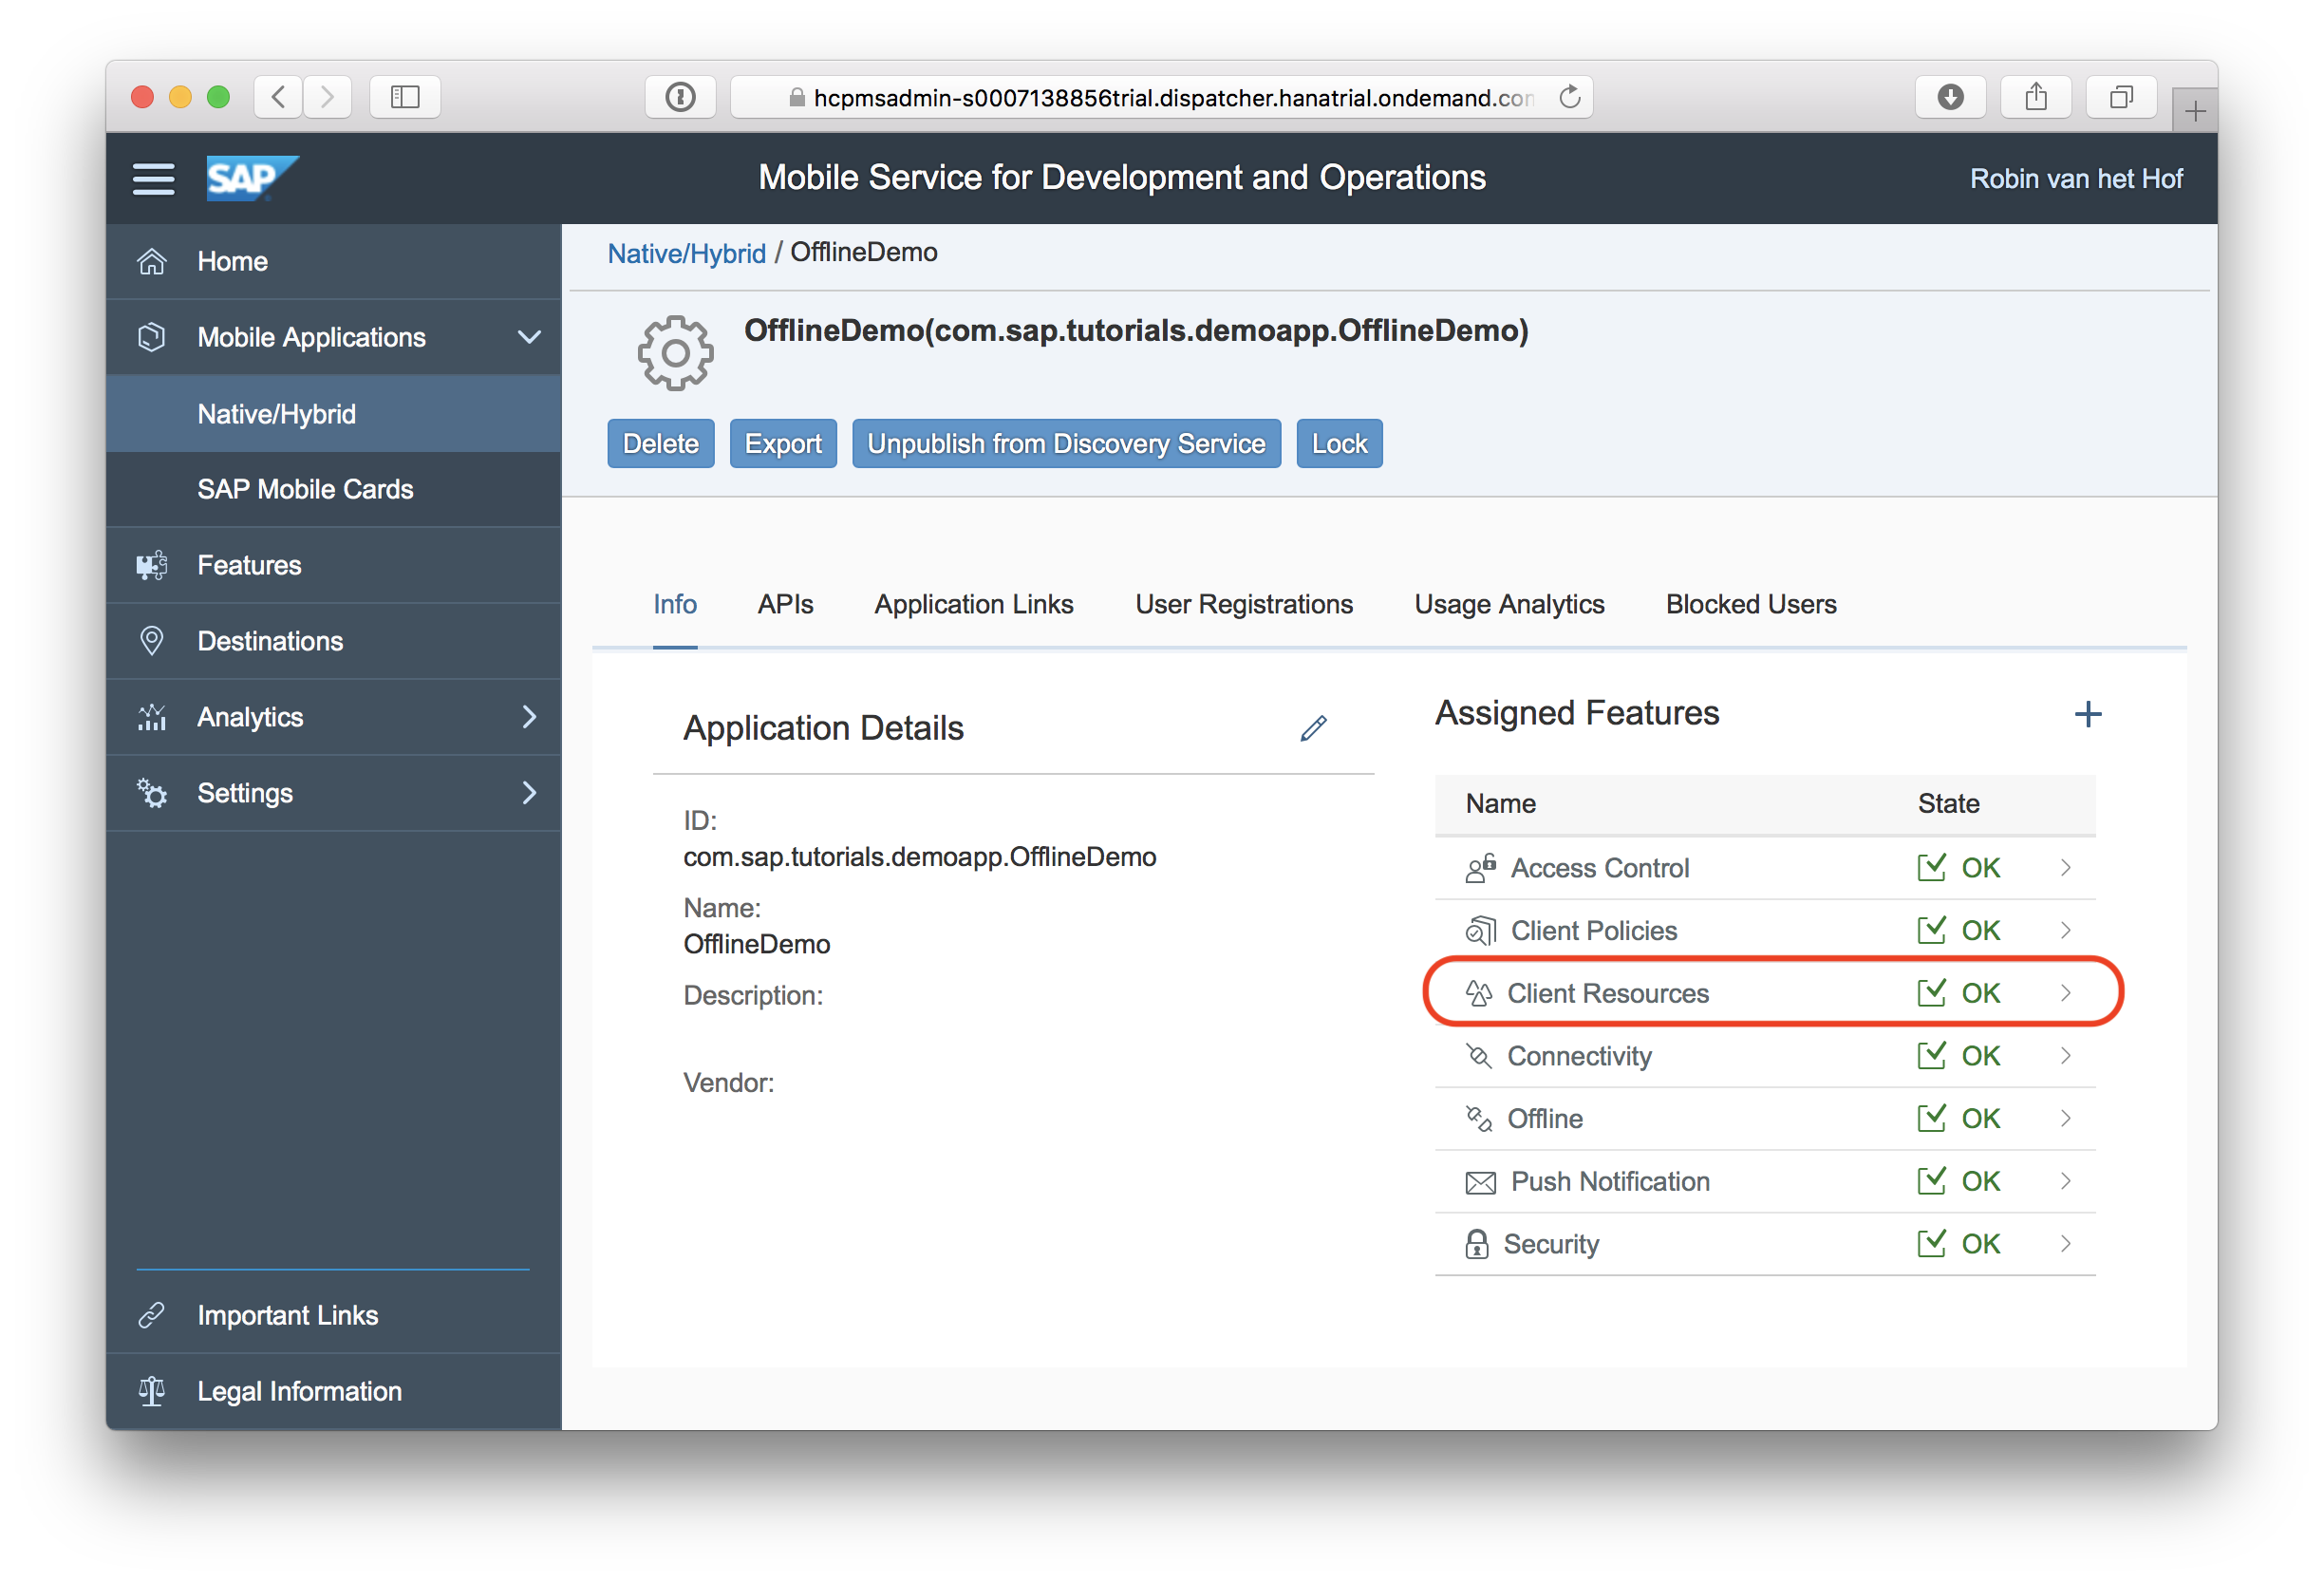 hcpmsadmin-s0007138856trial.dispatcher.hanatrial.ondemand.com
SAP
Mobile Service for Development and Operations
Robin van het Hof
Home
Mobile Applications
Native/Hybrid
SAP Mobile Cards
Features
Destinations
Analytics
Settings
Important Links
Legal Information
Native/Hybrid / OfflineDemo
OfflineDemo(com.sap.tutorials.demoapp.OfflineDemo)
Delete Export Unpublish from Discovery Service Lock
Info APIs Application Links User Registrations Usage Analytics Blocked Users
Application Details
ID:
com.sap.tutorials.demoapp.OfflineDemo
Name:
OfflineDemo
Description:
Vendor:
Assigned Features
Name State
Access Control OK
Client Policies OK
Client Resources OK
Connectivity OK
Offline OK
Push Notification OK
Security OK